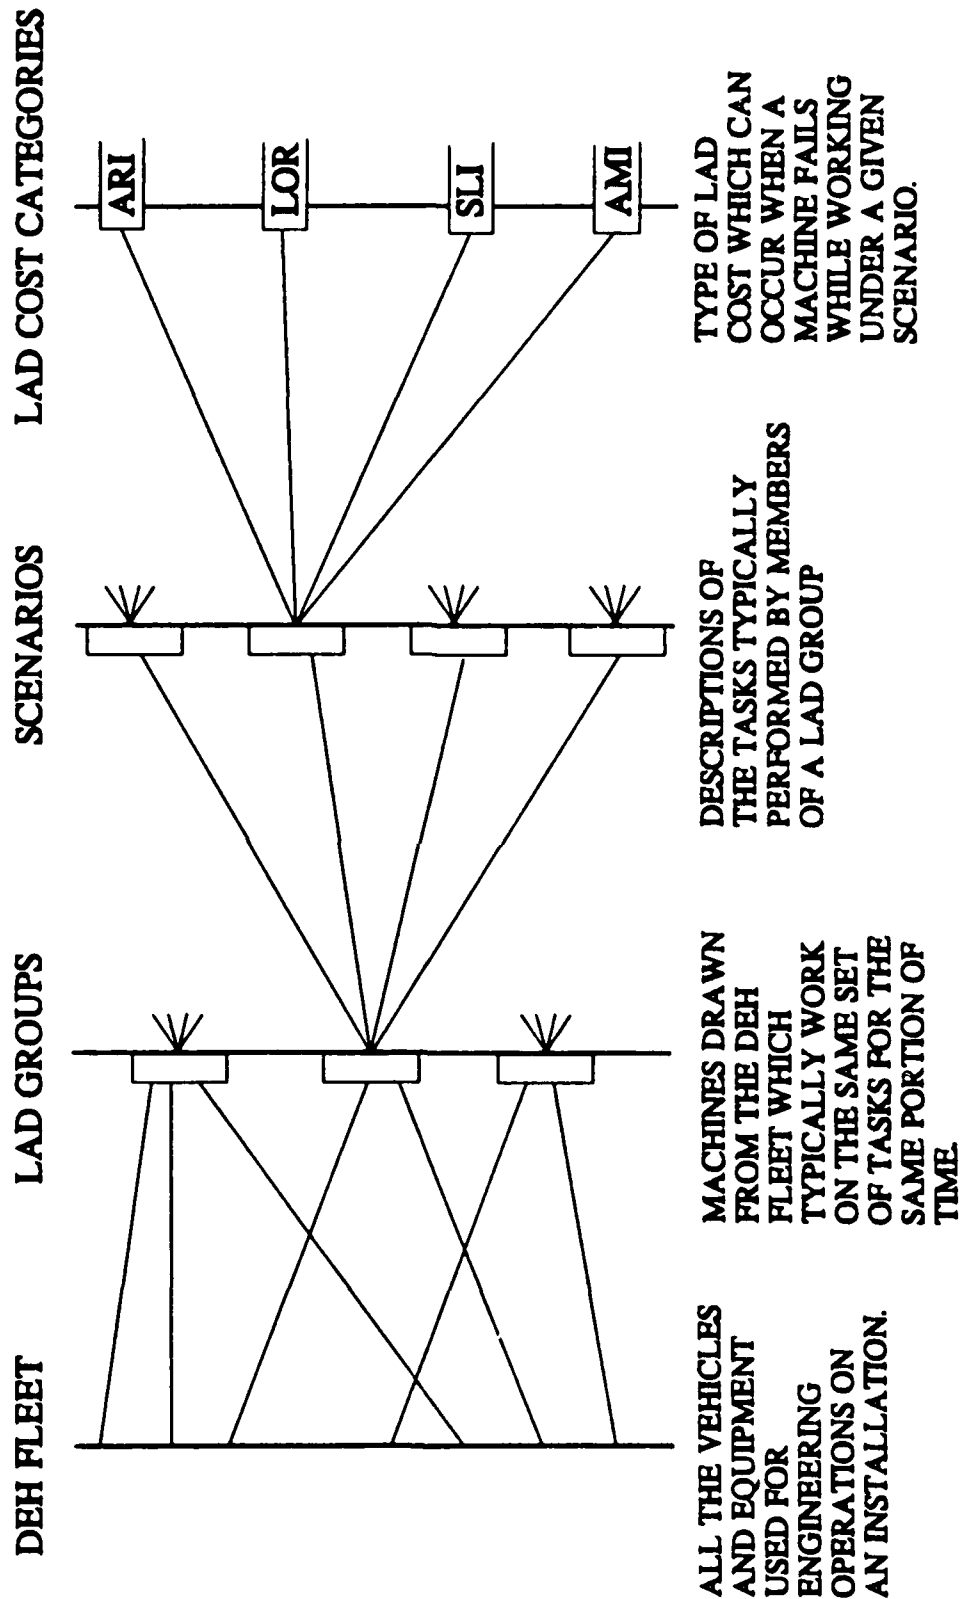 DEH FLEET
LAD GROUPS
SCENARIOS
LAD COST CATEGORIES
ARI
LOR
SLI
AMI
ALL THE VEHICLES
AND EQUIPMENT
USED FOR
ENGINEERING
OPERATIONS ON
AN INSTALLATION.
MACHINES DRAWN
FROM THE DEH
FLEET WHICH
TYPICALLY WORK
ON THE SAME SET
OF TASKS FOR THE
SAME PORTION OF
TIME.
DESCRIPTIONS OF
THE TASKS TYPICALLY
PERFORMED BY MEMBERS
OF A LAD GROUP
TYPE OF LAD
COST WHICH CAN
OCCUR WHEN A
MACHINE FAILS
WHILE WORKING
UNDER A GIVEN
SCENARIO.